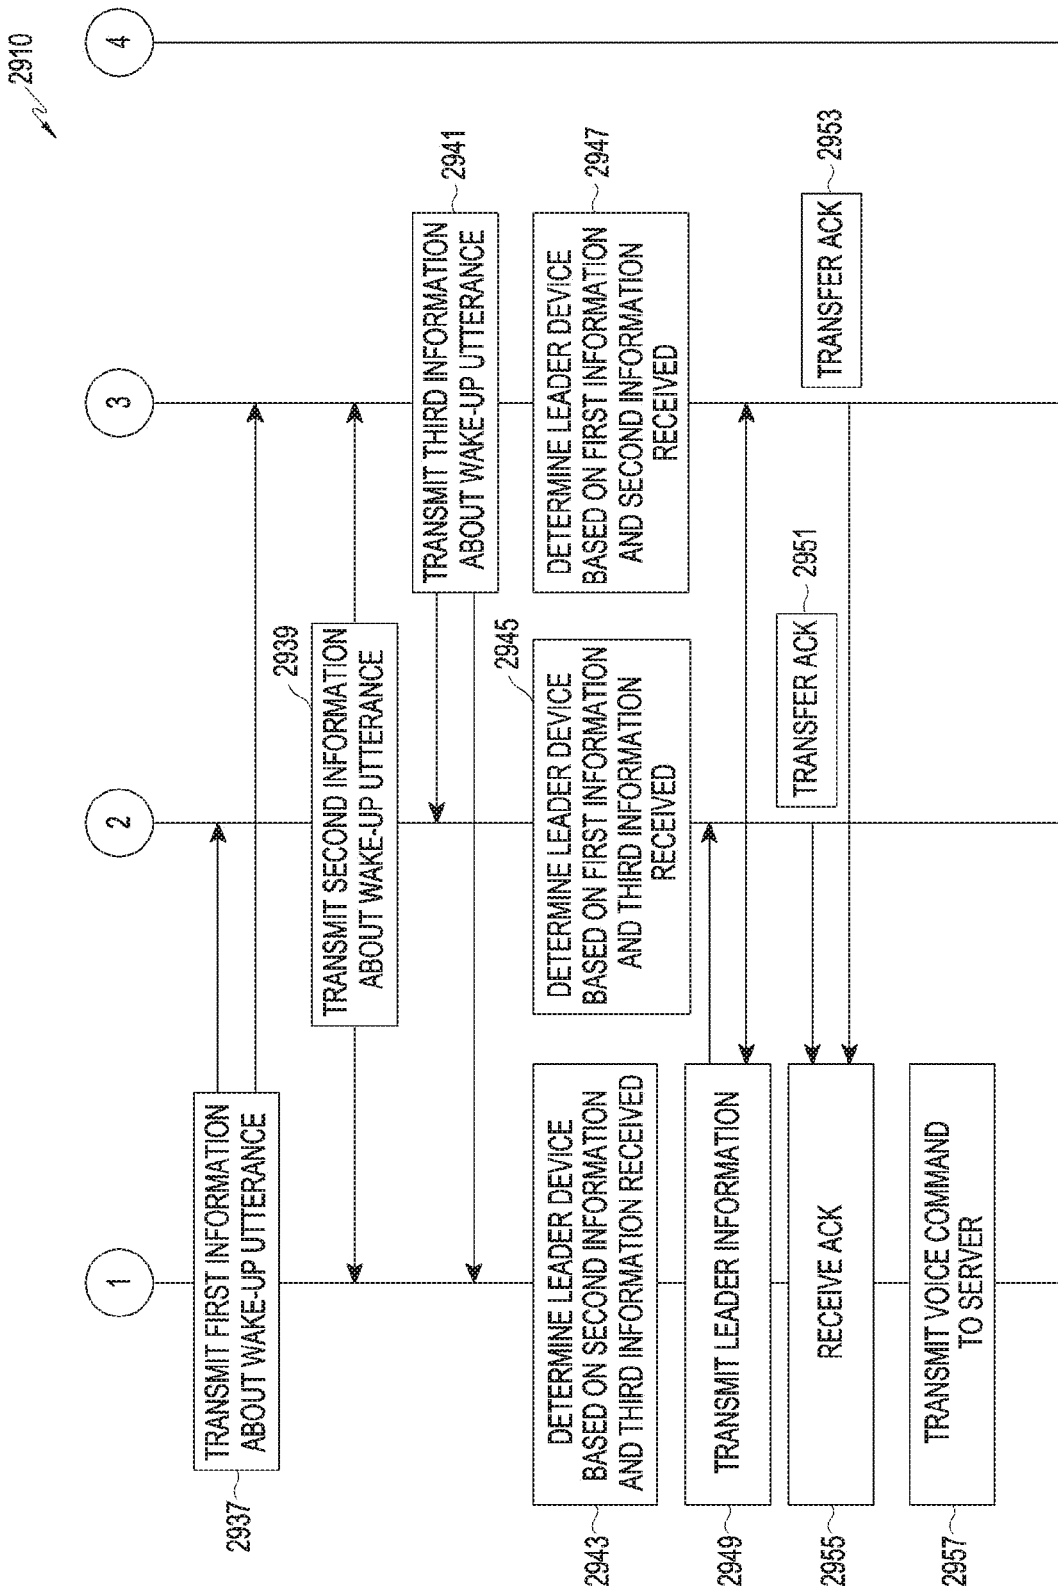 2910
1
2
3
4
TRANSMIT FIRST INFORMATION
ABOUT WAKE-UP UTTERANCE
2937
TRANSMIT SECOND INFORMATION
ABOUT WAKE-UP UTTERANCE
2939
TRANSMIT THIRD INFORMATION
ABOUT WAKE-UP UTTERANCE
2941
DETERMINE LEADER DEVICE
BASED ON SECOND INFORMATION
AND THIRD INFORMATION RECEIVED
2943
DETERMINE LEADER DEVICE
BASED ON FIRST INFORMATION
AND THIRD INFORMATION
RECEIVED
2945
DETERMINE LEADER DEVICE
BASED ON FIRST INFORMATION
AND SECOND INFORMATION
RECEIVED
2947
TRANSMIT LEADER INFORMATION
2949
TRANSFER ACK
2951
TRANSFER ACK
2953
RECEIVE ACK
2955
TRANSMIT VOICE COMMAND
TO SERVER
2957